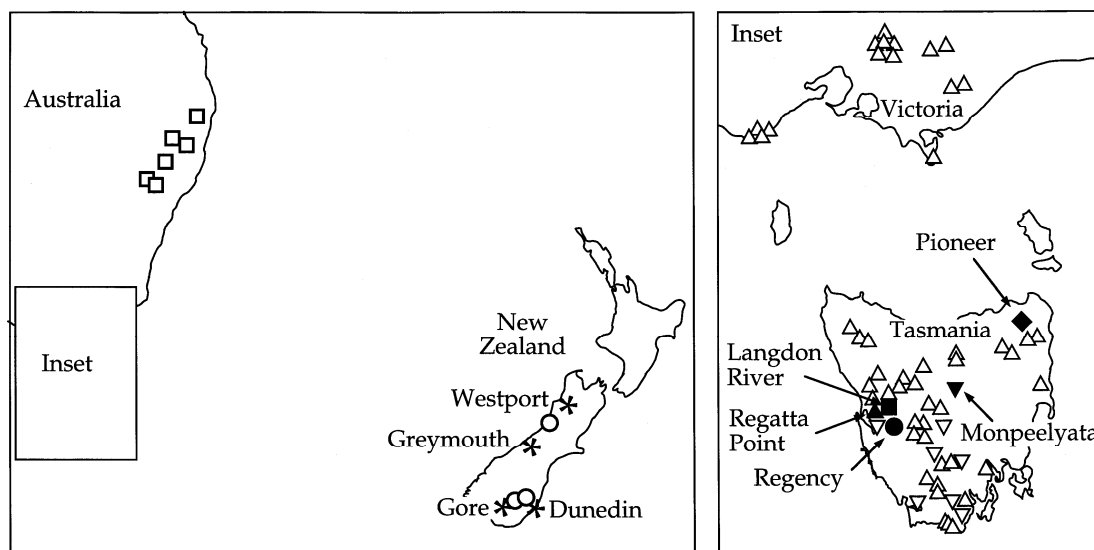 Australia
Inset
New
Zealand
Westport
Greymouth
Gore
Dunedin
Inset
Victoria
Pioneer
Tasmania
Langdon
River
Regatta
Point
Monpeelyata
Regency